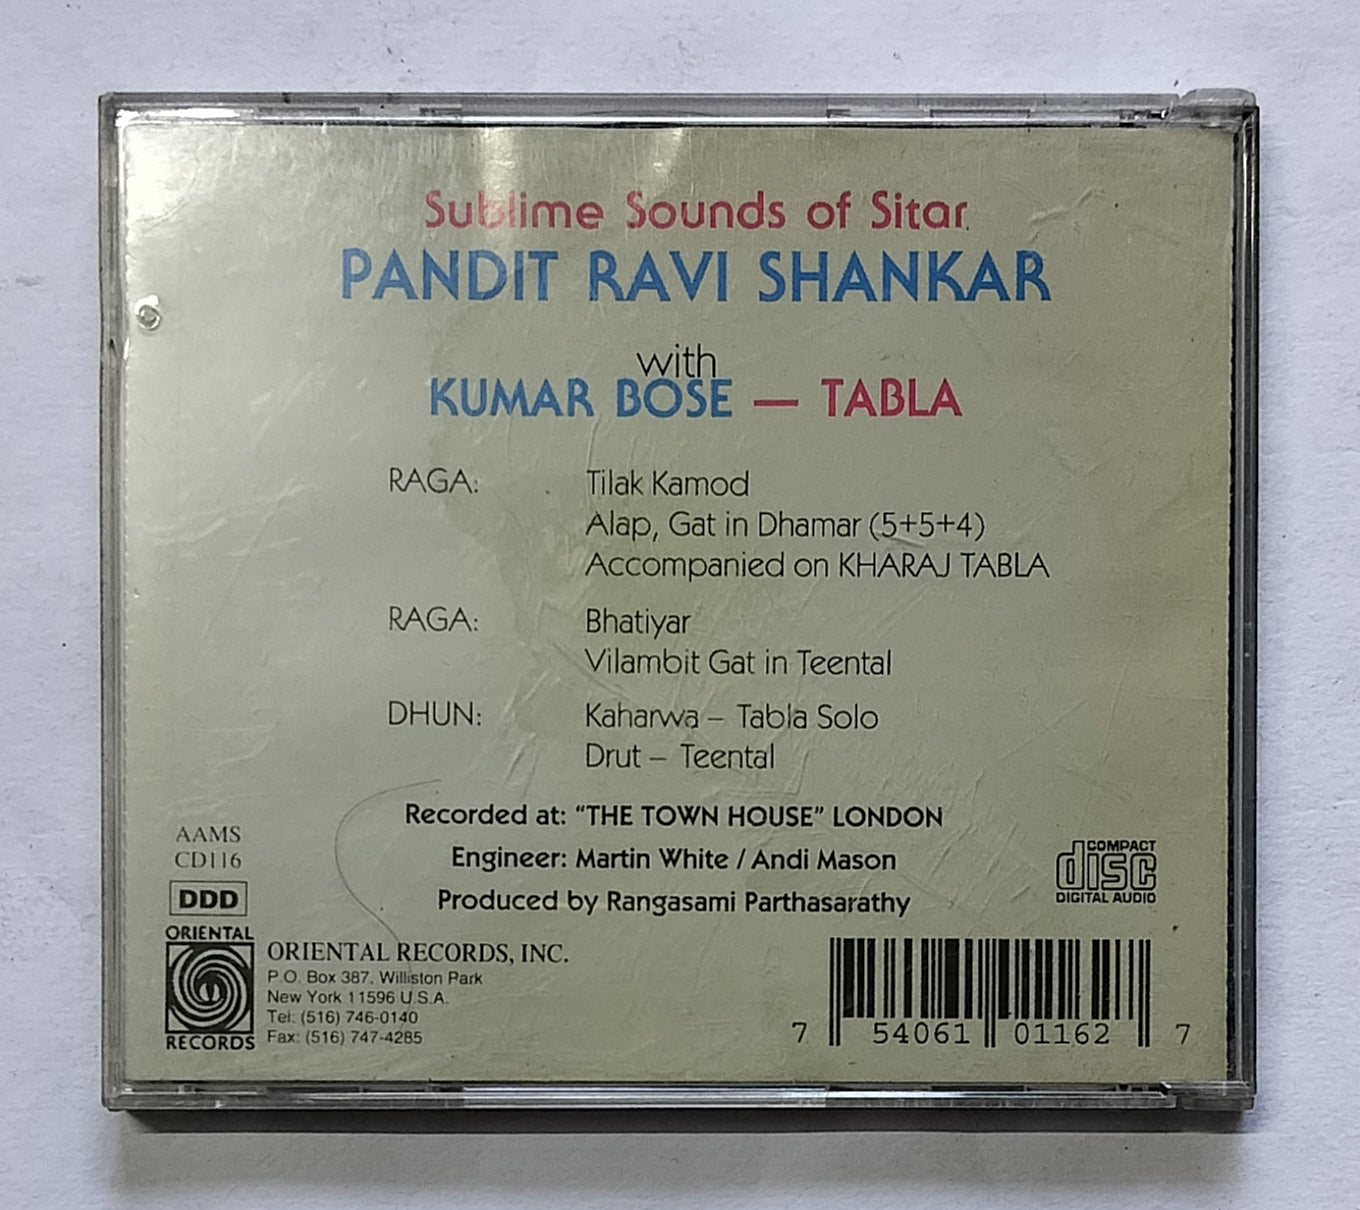 Sublime Sounds of Sitar
PANDIT RAVI SHANKAR
with
KUMAR BOSE — TABLA
RAGA: Tilak Kamod
Alap, Gat in Dhamar (5+5+4)
Accompanied on KHARAJ TABLA
RAGA: Bhatiyar
Vilambit Gat in Teental
DHUN: Kaharwa – Tabla Solo
Drut – Teental
Recorded at: “THE TOWN HOUSE” LONDON
Engineer: Martin White / Andi Mason
Produced by Rangasami Parthasarathy
AAMS
CD116
DDD
ORIENTAL
RECORDS
ORIENTAL RECORDS, INC.
P.O. Box 387, Williston Park
New York 11596 U.S.A.
Tel: (516) 746-0140
Fax: (516) 747-4285
COMPACT
disc
DIGITAL AUDIO
7 54061 01162 7